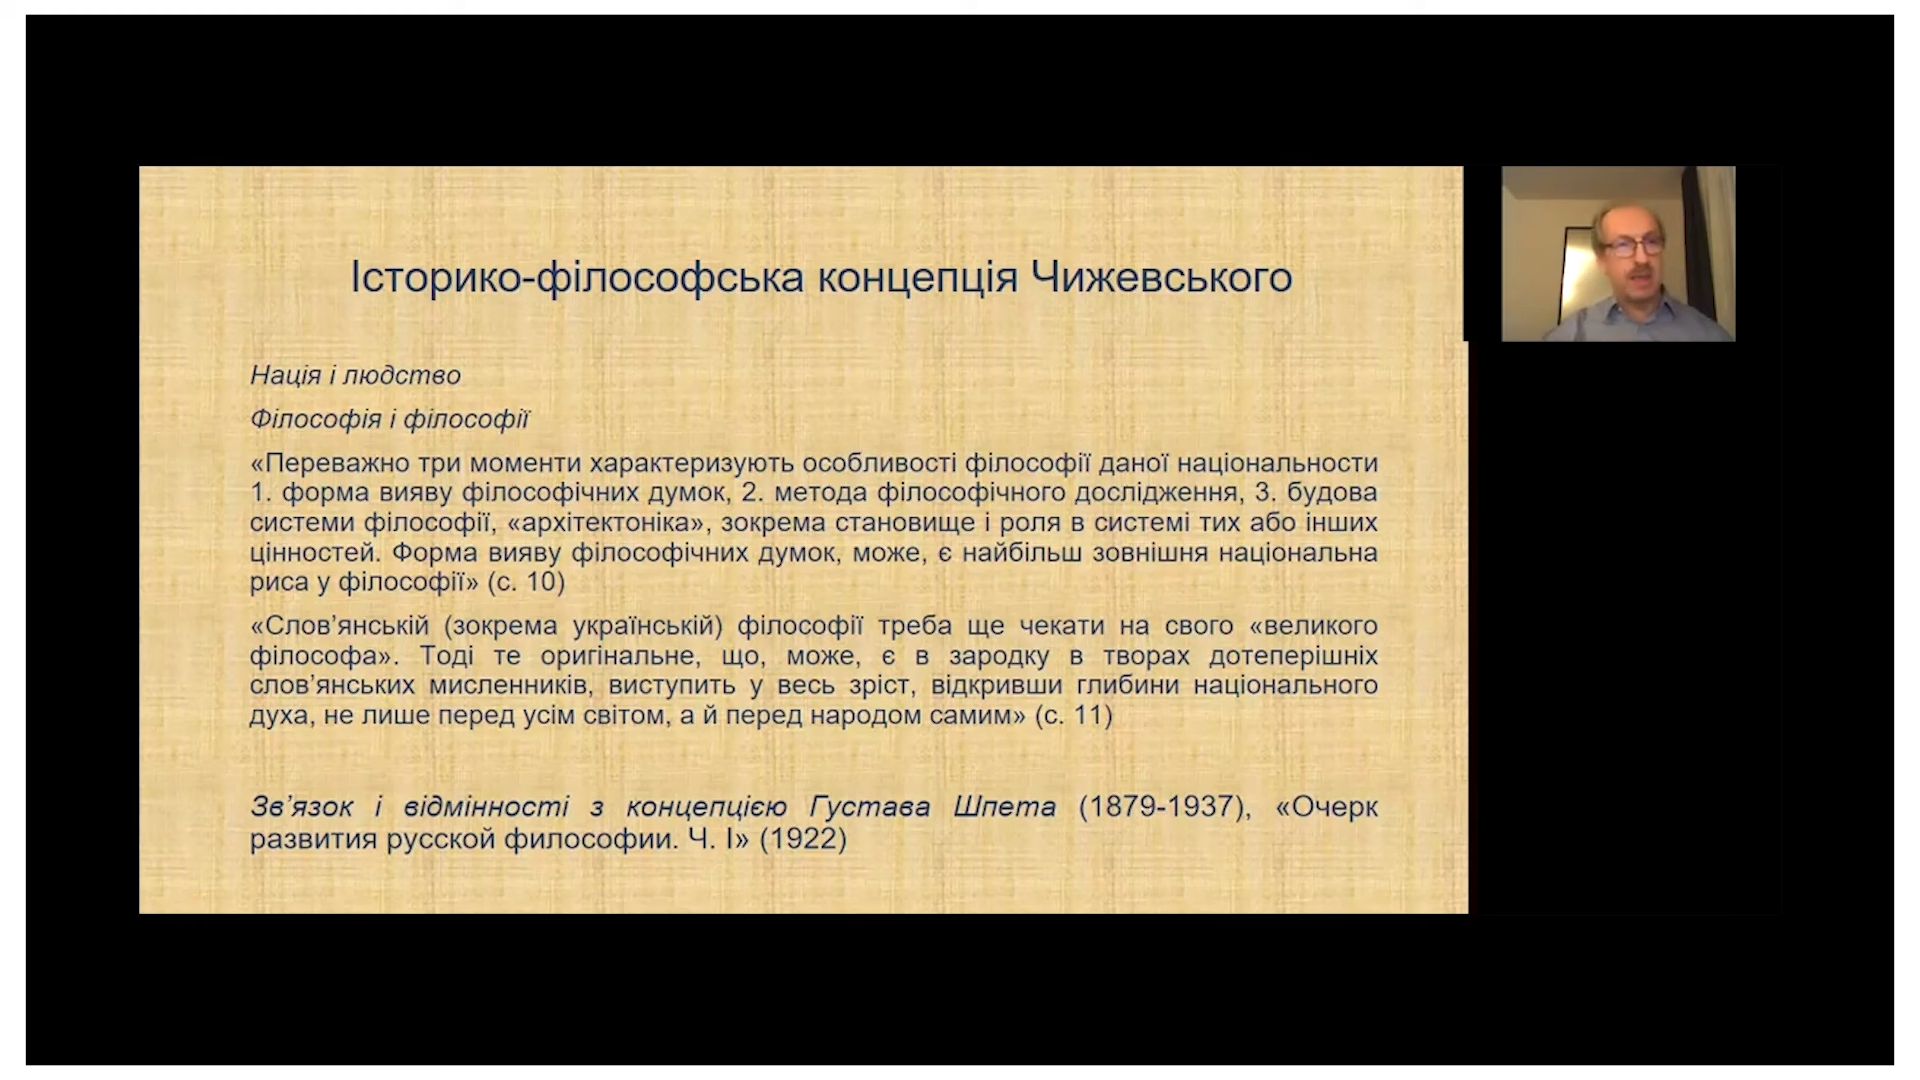 Історико-філософська концепція Чижевського
Нація і людство
Філософія і філософії
«Переважно три моменти характеризують особливості філософії даної національности
1. форма вияву філософічних думок, 2. метода філософічного дослідження, 3. будова
системи філософії, «архітектоніка», зокрема становище і роля в системі тих або інших
цінностей. Форма вияву філософічних думок, може, є найбільш зовнішня національна
риса у філософії» (с. 10)
«Слов’янській (зокрема українській) філософії треба ще чекати на свого «великого
філософа». Тоді те оригінальне, що, може, є в зародку в творах дотеперішніх
слов’янських мисленників, виступить у весь зріст, відкривши глибини національного
духа, не лише перед усім світом, а й перед народом самим» (с. 11)
Зв’язок і відмінності з концепцією Густава Шпета (1879-1937), «Очерк
развития русской философии. Ч. І» (1922)